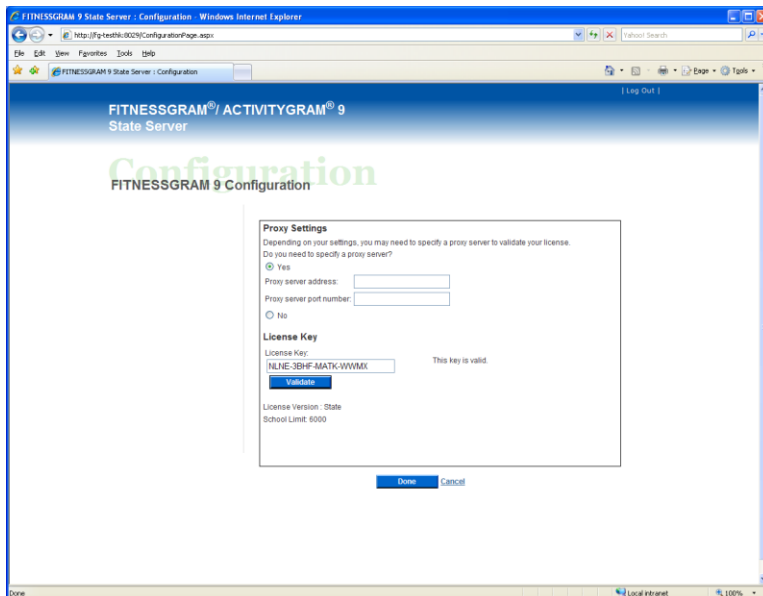 FITNESSGRAM 9 State Server : Configuration - Windows Internet Explorer
http://fg-testhk:8029/ConfigurationPage.aspx
Yahoo! Search
File Edit View Favorites Tools Help
FITNESSGRAM 9 State Server : Configuration
Page Tools
[ Log Out ]
FITNESSGRAM®/ ACTIVITYGRAM® 9
State Server
Configuration
FITNESSGRAM 9 Configuration
Proxy Settings
Depending on your settings, you may need to specify a proxy server to validate your license.
Do you need to specify a proxy server?
Yes
Proxy server address:
Proxy server port number:
No
License Key
License Key:
This key is valid.
NLNE-3BHF-MATK-WWMX
Validate
License Version : State
School Limit: 6000
Done Cancel
Done Local intranet 100%